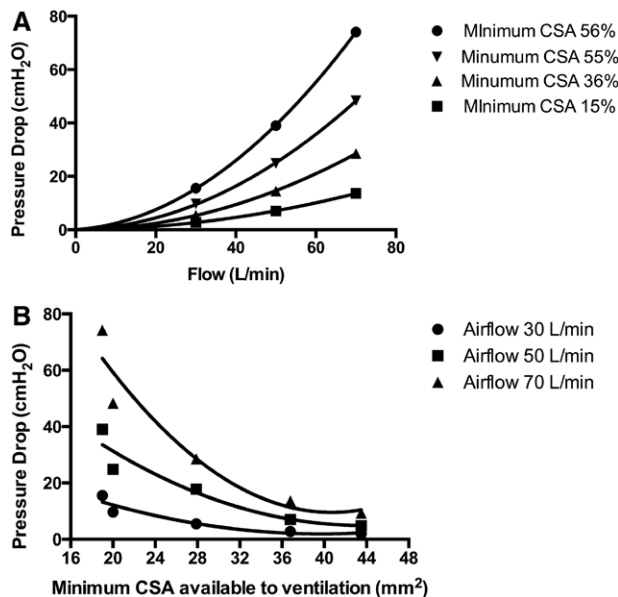 A
Pressure Drop (cmH₂O)
80
60
40
20
0
0 20 40 60 80
Flow (L/min)
MInimum CSA 56%
Minumum CSA 55%
Minumum CSA 36%
MInimum CSA 15%
B
Pressure Drop (cmH₂O)
80
60
40
20
0
16 20 24 28 32 36 40 44 48
Minimum CSA available to ventilation (mm²)
Airflow 30 L/min
Airflow 50 L/min
Airflow 70 L/min